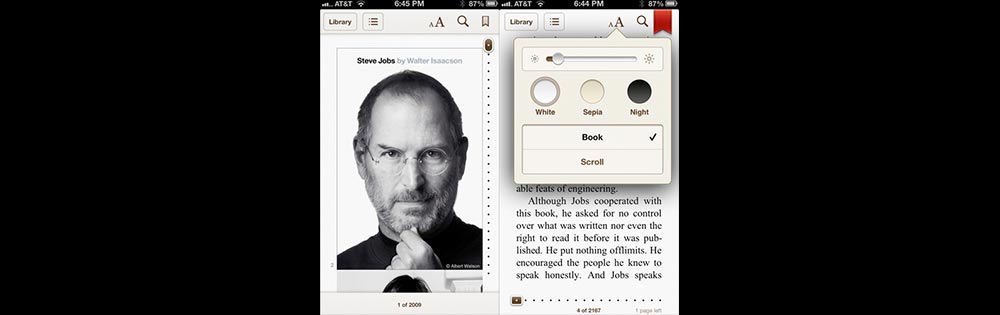 AT&T 6:45 PM 87%
Library AA
Steve Jobs by Walter Isaacson
© Albert Watson
2
1 of 2009
AT&T 6:44 PM 87%
Library AA
White Sepia Night
Book
Scroll
able feats of engineering.
Although Jobs cooperated with
this book, he asked for no control
over what was written nor even the
right to read it before it was pub-
lished. He put nothing offlimits. He
encouraged the people he knew to
speak honestly. And Jobs speaks
4 of 2167 1 page left